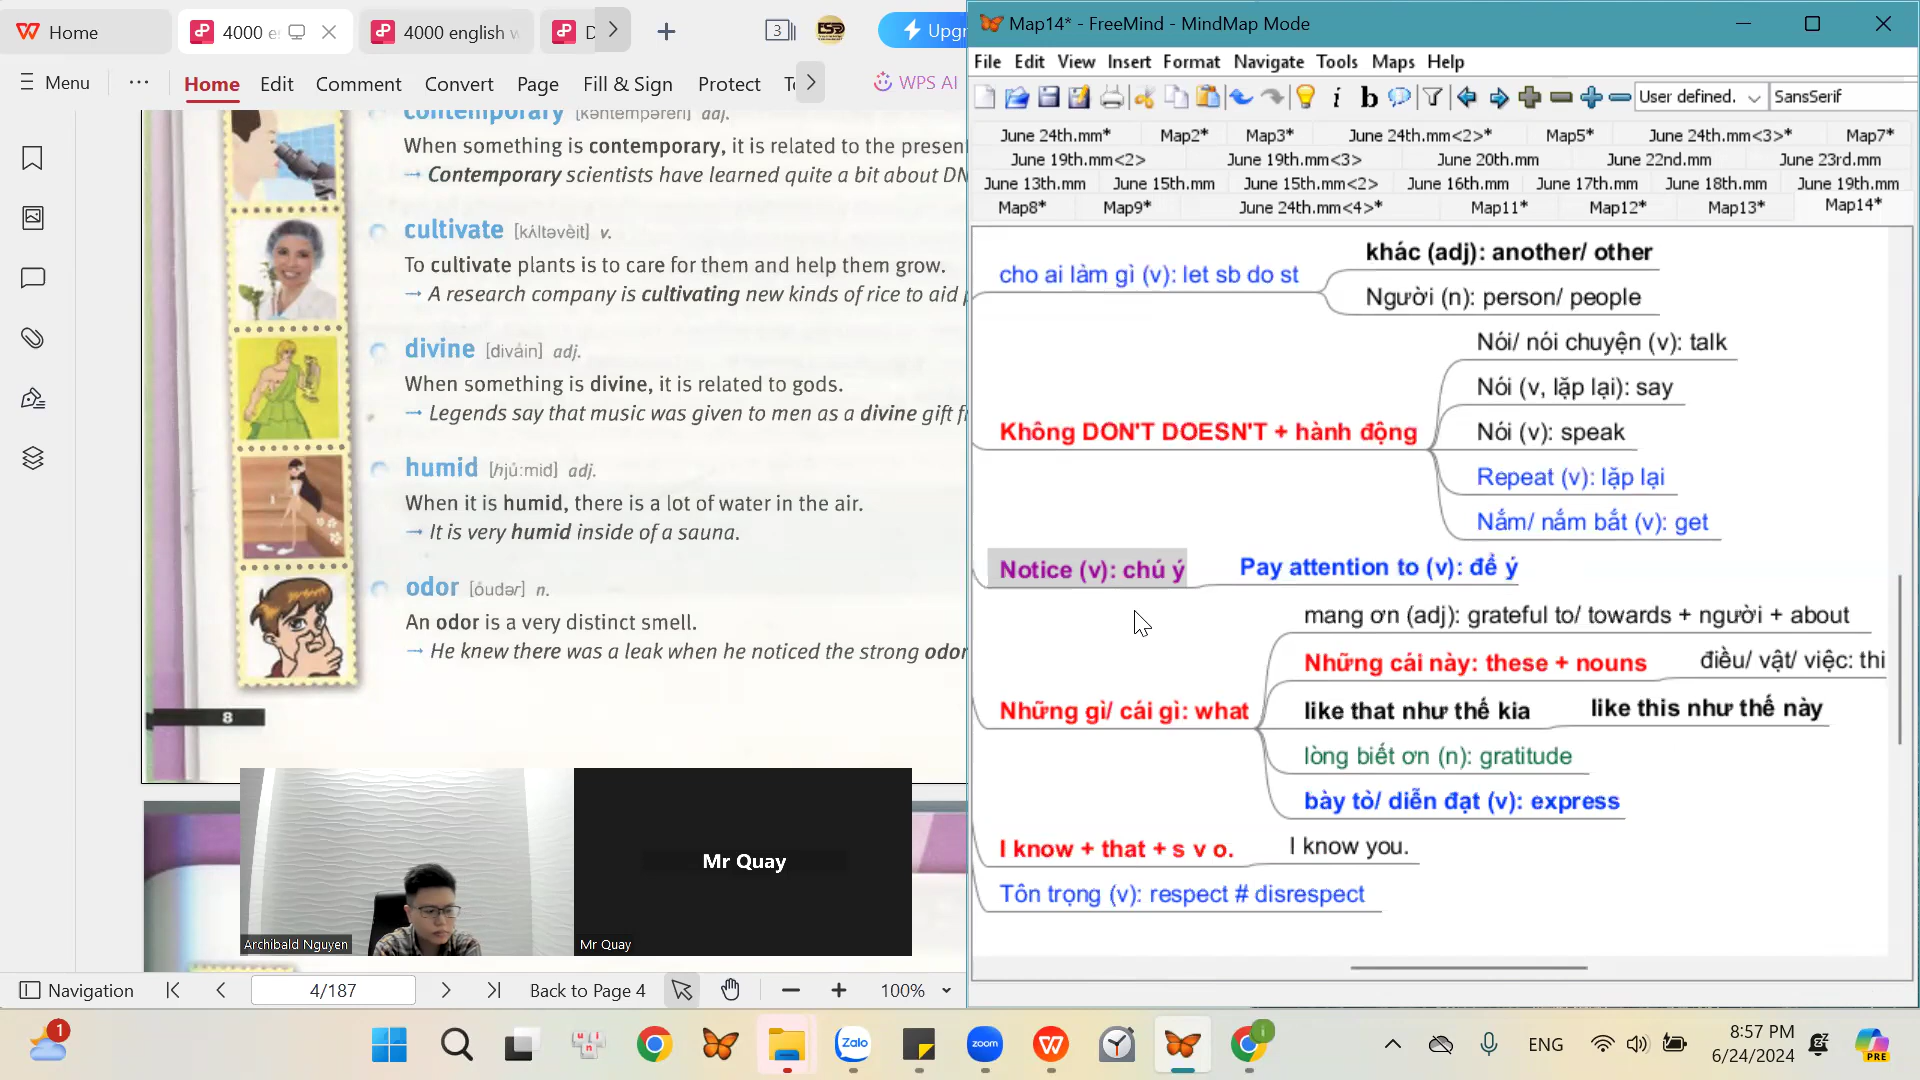 Home
4000 e
4000 english w
D
3
Upgr
Menu
Home
Edit
Comment
Convert
Page
Fill & Sign
Protect
WPS AI
contemporary [kəntémpəreri] adj.
When something is contemporary, it is related to the presen
→ Contemporary scientists have learned quite a bit about DN
cultivate [kʌ́ltəvèit] v.
To cultivate plants is to care for them and help them grow.
→ A research company is cultivating new kinds of rice to aid p
divine [diváin] adj.
When something is divine, it is related to gods.
→ Legends say that music was given to men as a divine gift f
humid [hjúːmid] adj.
When it is humid, there is a lot of water in the air.
→ It is very humid inside of a sauna.
odor [óudər] n.
An odor is a very distinct smell.
→ He knew there was a leak when he noticed the strong odor
8
Archibald Nguyen
Mr Quay
Mr Quay
Navigation
4/187
Back to Page 4
100%
Map14* - FreeMind - MindMap Mode
File Edit View Insert Format Navigate Tools Maps Help
User defined.
SansSerif
June 24th.mm* Map2* Map3* June 24th.mm<2>* Map5* June 24th.mm<3>* Map7*
June 19th.mm<2> June 19th.mm<3> June 20th.mm June 22nd.mm June 23rd.mm
June 13th.mm June 15th.mm June 15th.mm<2> June 16th.mm June 17th.mm June 18th.mm June 19th.mm
Map8* Map9* June 24th.mm<4>* Map11* Map12* Map13* Map14*
cho ai làm gì (v): let sb do st
khác (adj): another/ other
Người (n): person/ people
Không DON'T DOESN'T + hành động
Nói/ nói chuyện (v): talk
Nói (v, lặp lại): say
Nói (v): speak
Repeat (v): lặp lại
Nắm/ nắm bắt (v): get
Notice (v): chú ý
Pay attention to (v): để ý
Những gì/ cái gì: what
mang ơn (adj): grateful to/ towards + người + about
Những cái này: these + nouns
điều/ vật/ việc: thi
like that như thế kia
like this như thế này
lòng biết ơn (n): gratitude
bày tỏ/ diễn đạt (v): express
I know + that + s v o.
I know you.
Tôn trọng (v): respect # disrespect
1
Zalo
zoom
ENG
8:57 PM
6/24/2024
PRE